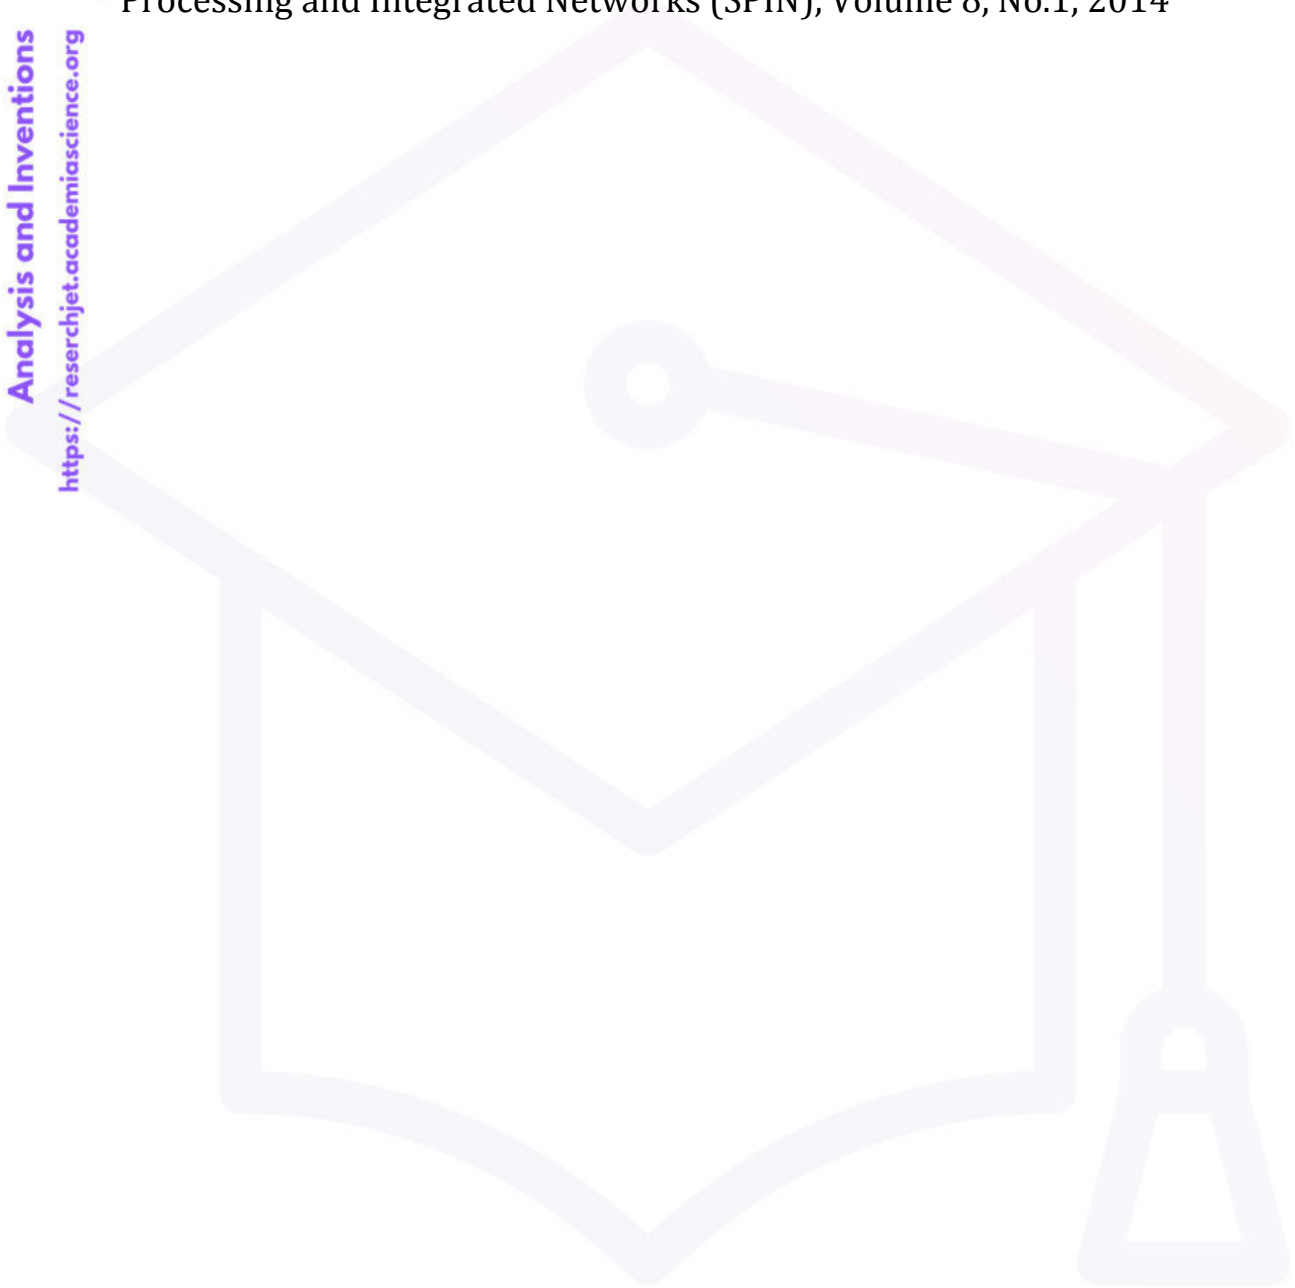 Processing and Integrated Networks (SPIN), Volume 8, No.1, 2014
Analysis and Inventions
https://reserchjet.academiascience.org